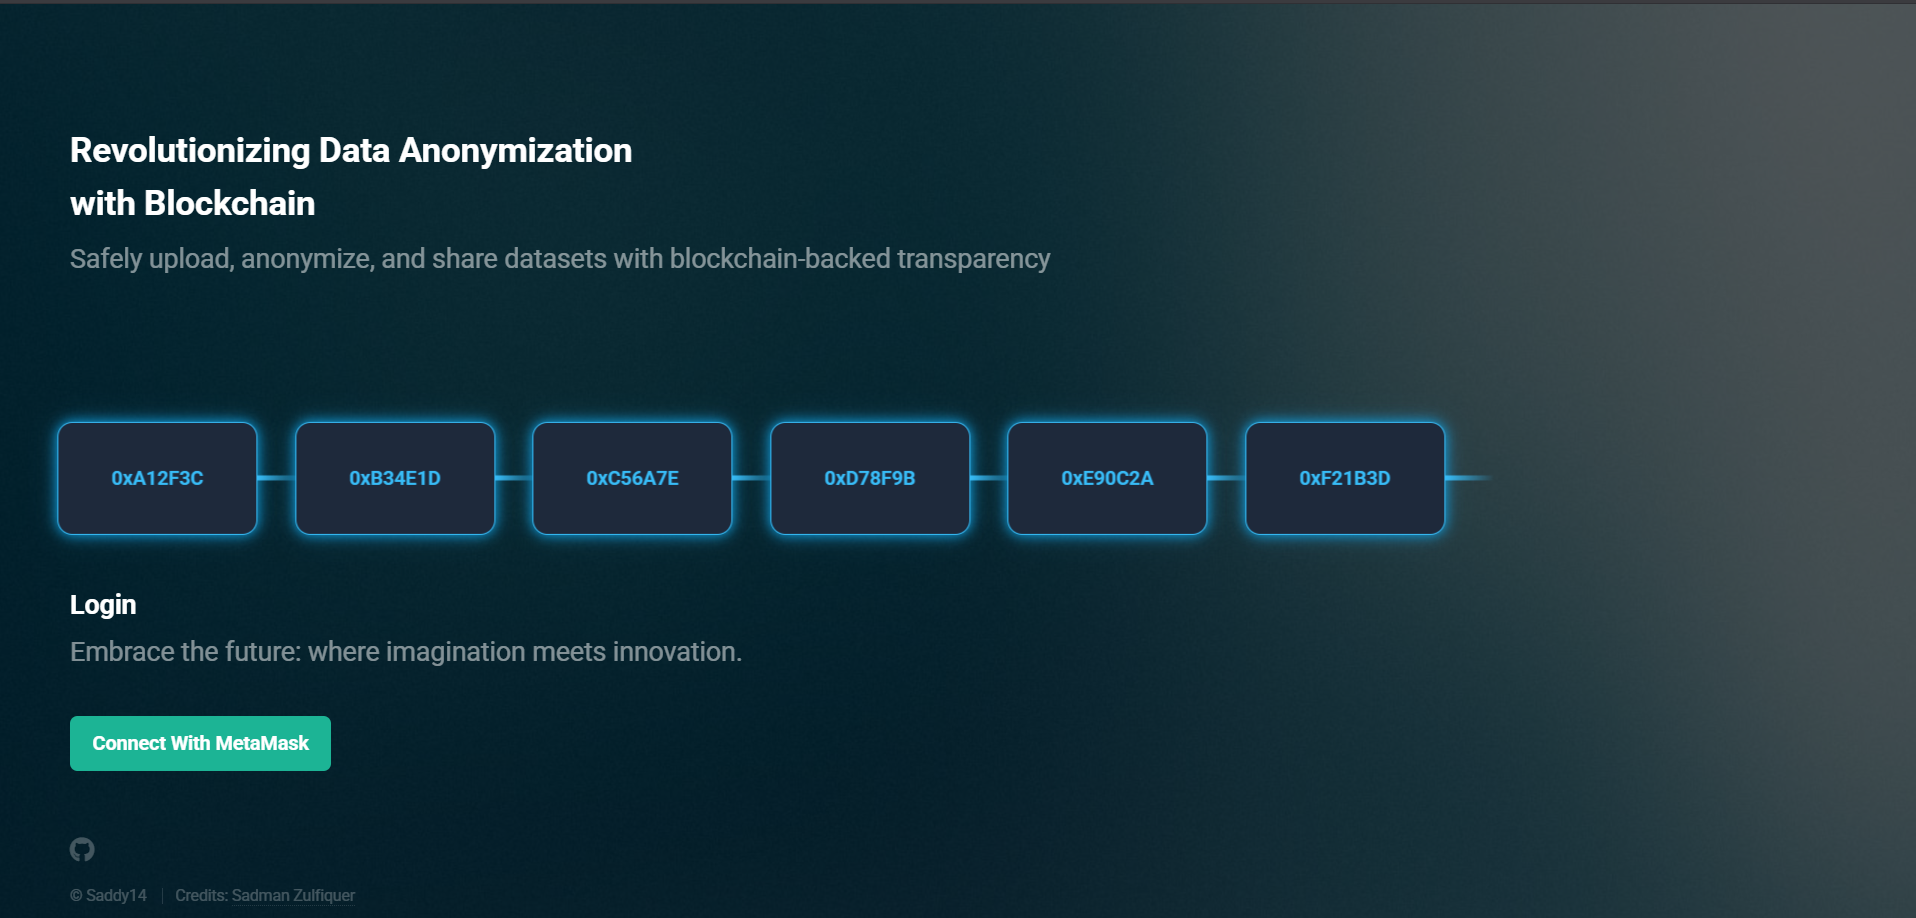 Revolutionizing Data Anonymization
with Blockchain
Safely upload, anonymize, and share datasets with blockchain-backed transparency
0xA12F3C
0xB34E1D
0xC56A7E
0xD78F9B
0xE90C2A
0xF21B3D
Login
Embrace the future: where imagination meets innovation.
Connect With MetaMask
© Saddy14
Credits: Sadman Zulfiquer